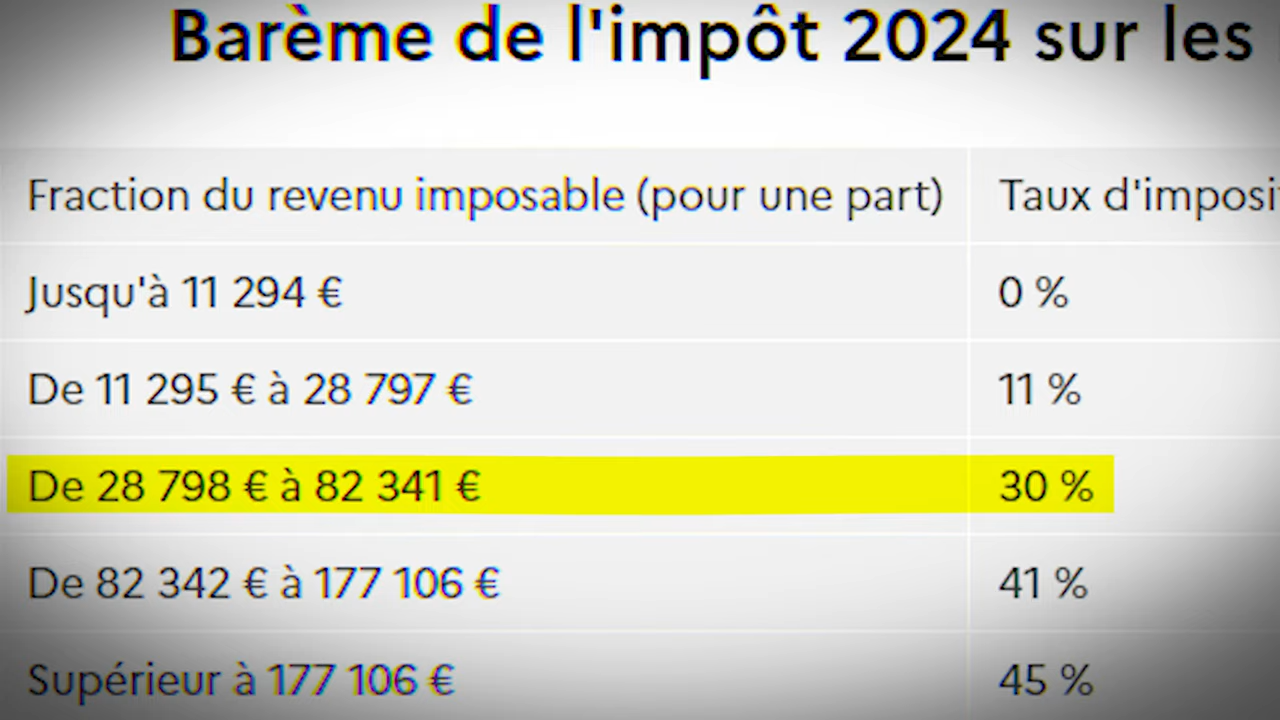 Barème de l'impôt 2024 sur les
Fraction du revenu imposable (pour une part) Taux d'imposi
Jusqu'à 11 294 € 0 %
De 11 295 € à 28 797 € 11 %
De 28 798 € à 82 341 € 30 %
De 82 342 € à 177 106 € 41 %
Supérieur à 177 106 € 45 %